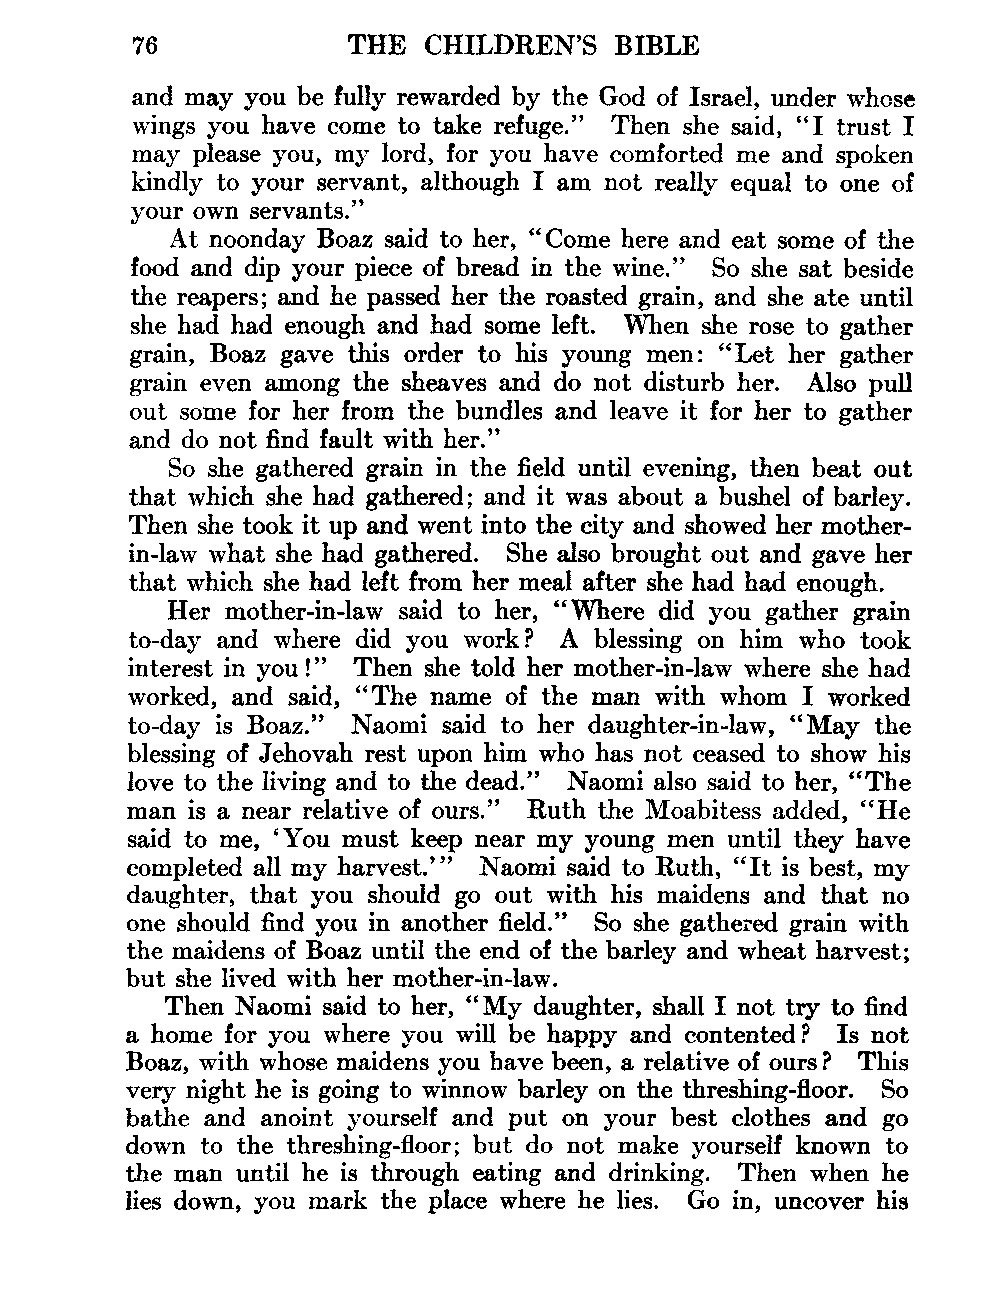 76 THE CHILDREN'S BIBLE
and may you be fully rewarded by the God of Israel, under whose
wings you have come to take refuge." Then she said, "I trust I
may please you, my lord, for you have comforted me and spoken
kindly to your servant, although I am not really equal to one of
your own servants."
At noonday Boaz said to her, "Come here and eat some of the
food and dip your piece of bread in the wine." So she sat beside
the reapers; and he passed her the roasted grain, and she ate until
she had had enough and had some left. When she rose to gather
grain, Boaz gave this order to his young men: "Let her gather
grain even among the sheaves and do not disturb her. Also pull
out some for her from the bundles and leave it for her to gather
and do not find fault with her."
So she gathered grain in the field until evening, then beat out
that which she had gathered; and it was about a bushel of barley.
Then she took it up and went into the city and showed her mother-
in-law what she had gathered. She also brought out and gave her
that which she had left from her meal after she had had enough.
Her mother-in-law said to her, "Where did you gather grain
to-day and where did you work? A blessing on him who took
interest in you!" Then she told her mother-in-law where she had
worked, and said, "The name of the man with whom I worked
to-day is Boaz." Naomi said to her daughter-in-law, "May the
blessing of Jehovah rest upon him who has not ceased to show his
love to the living and to the dead." Naomi also said to her, "The
man is a near relative of ours." Ruth the Moabitess added, "He
said to me, 'You must keep near my young men until they have
completed all my harvest.'" Naomi said to Ruth, "It is best, my
daughter, that you should go out with his maidens and that no
one should find you in another field." So she gathered grain with
the maidens of Boaz until the end of the barley and wheat harvest;
but she lived with her mother-in-law.
Then Naomi said to her, "My daughter, shall I not try to find
a home for you where you will be happy and contented? Is not
Boaz, with whose maidens you have been, a relative of ours? This
very night he is going to winnow barley on the threshing-floor. So
bathe and anoint yourself and put on your best clothes and go
down to the threshing-floor; but do not make yourself known to
the man until he is through eating and drinking. Then when he
lies down, you mark the place where he lies. Go in, uncover his